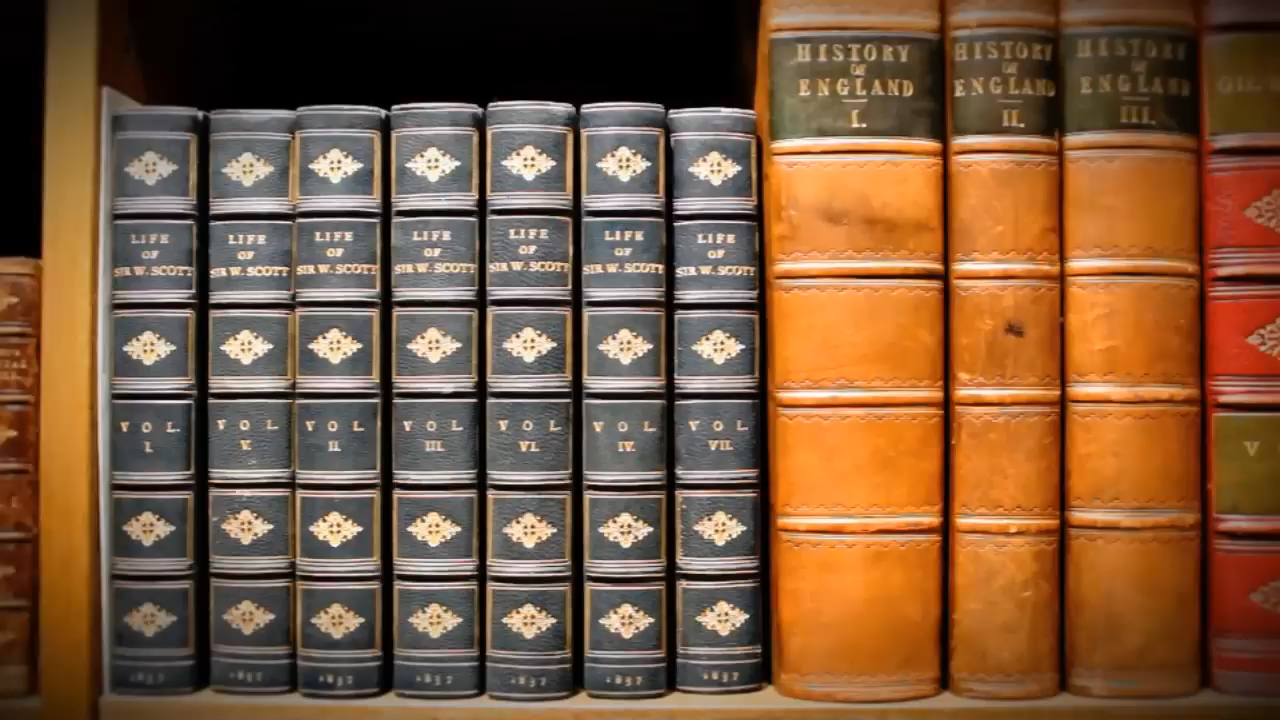 LIFE
OF
SIR W. SCOTT
VOL.
I.
1837
LIFE
OF
SIR W. SCOTT
VOL.
V.
1837
LIFE
OF
SIR W. SCOTT
VOL.
II.
1837
LIFE
OF
SIR W. SCOTT
VOL.
III.
1837
LIFE
OF
SIR W. SCOTT
VOL.
VI.
1837
LIFE
OF
SIR W. SCOTT
VOL.
IV.
1837
LIFE
OF
SIR W. SCOTT
VOL.
VII.
1837
HISTORY
OF
ENGLAND
I.
HISTORY
OF
ENGLAND
II.
HISTORY
OF
ENGLAND
III.
V